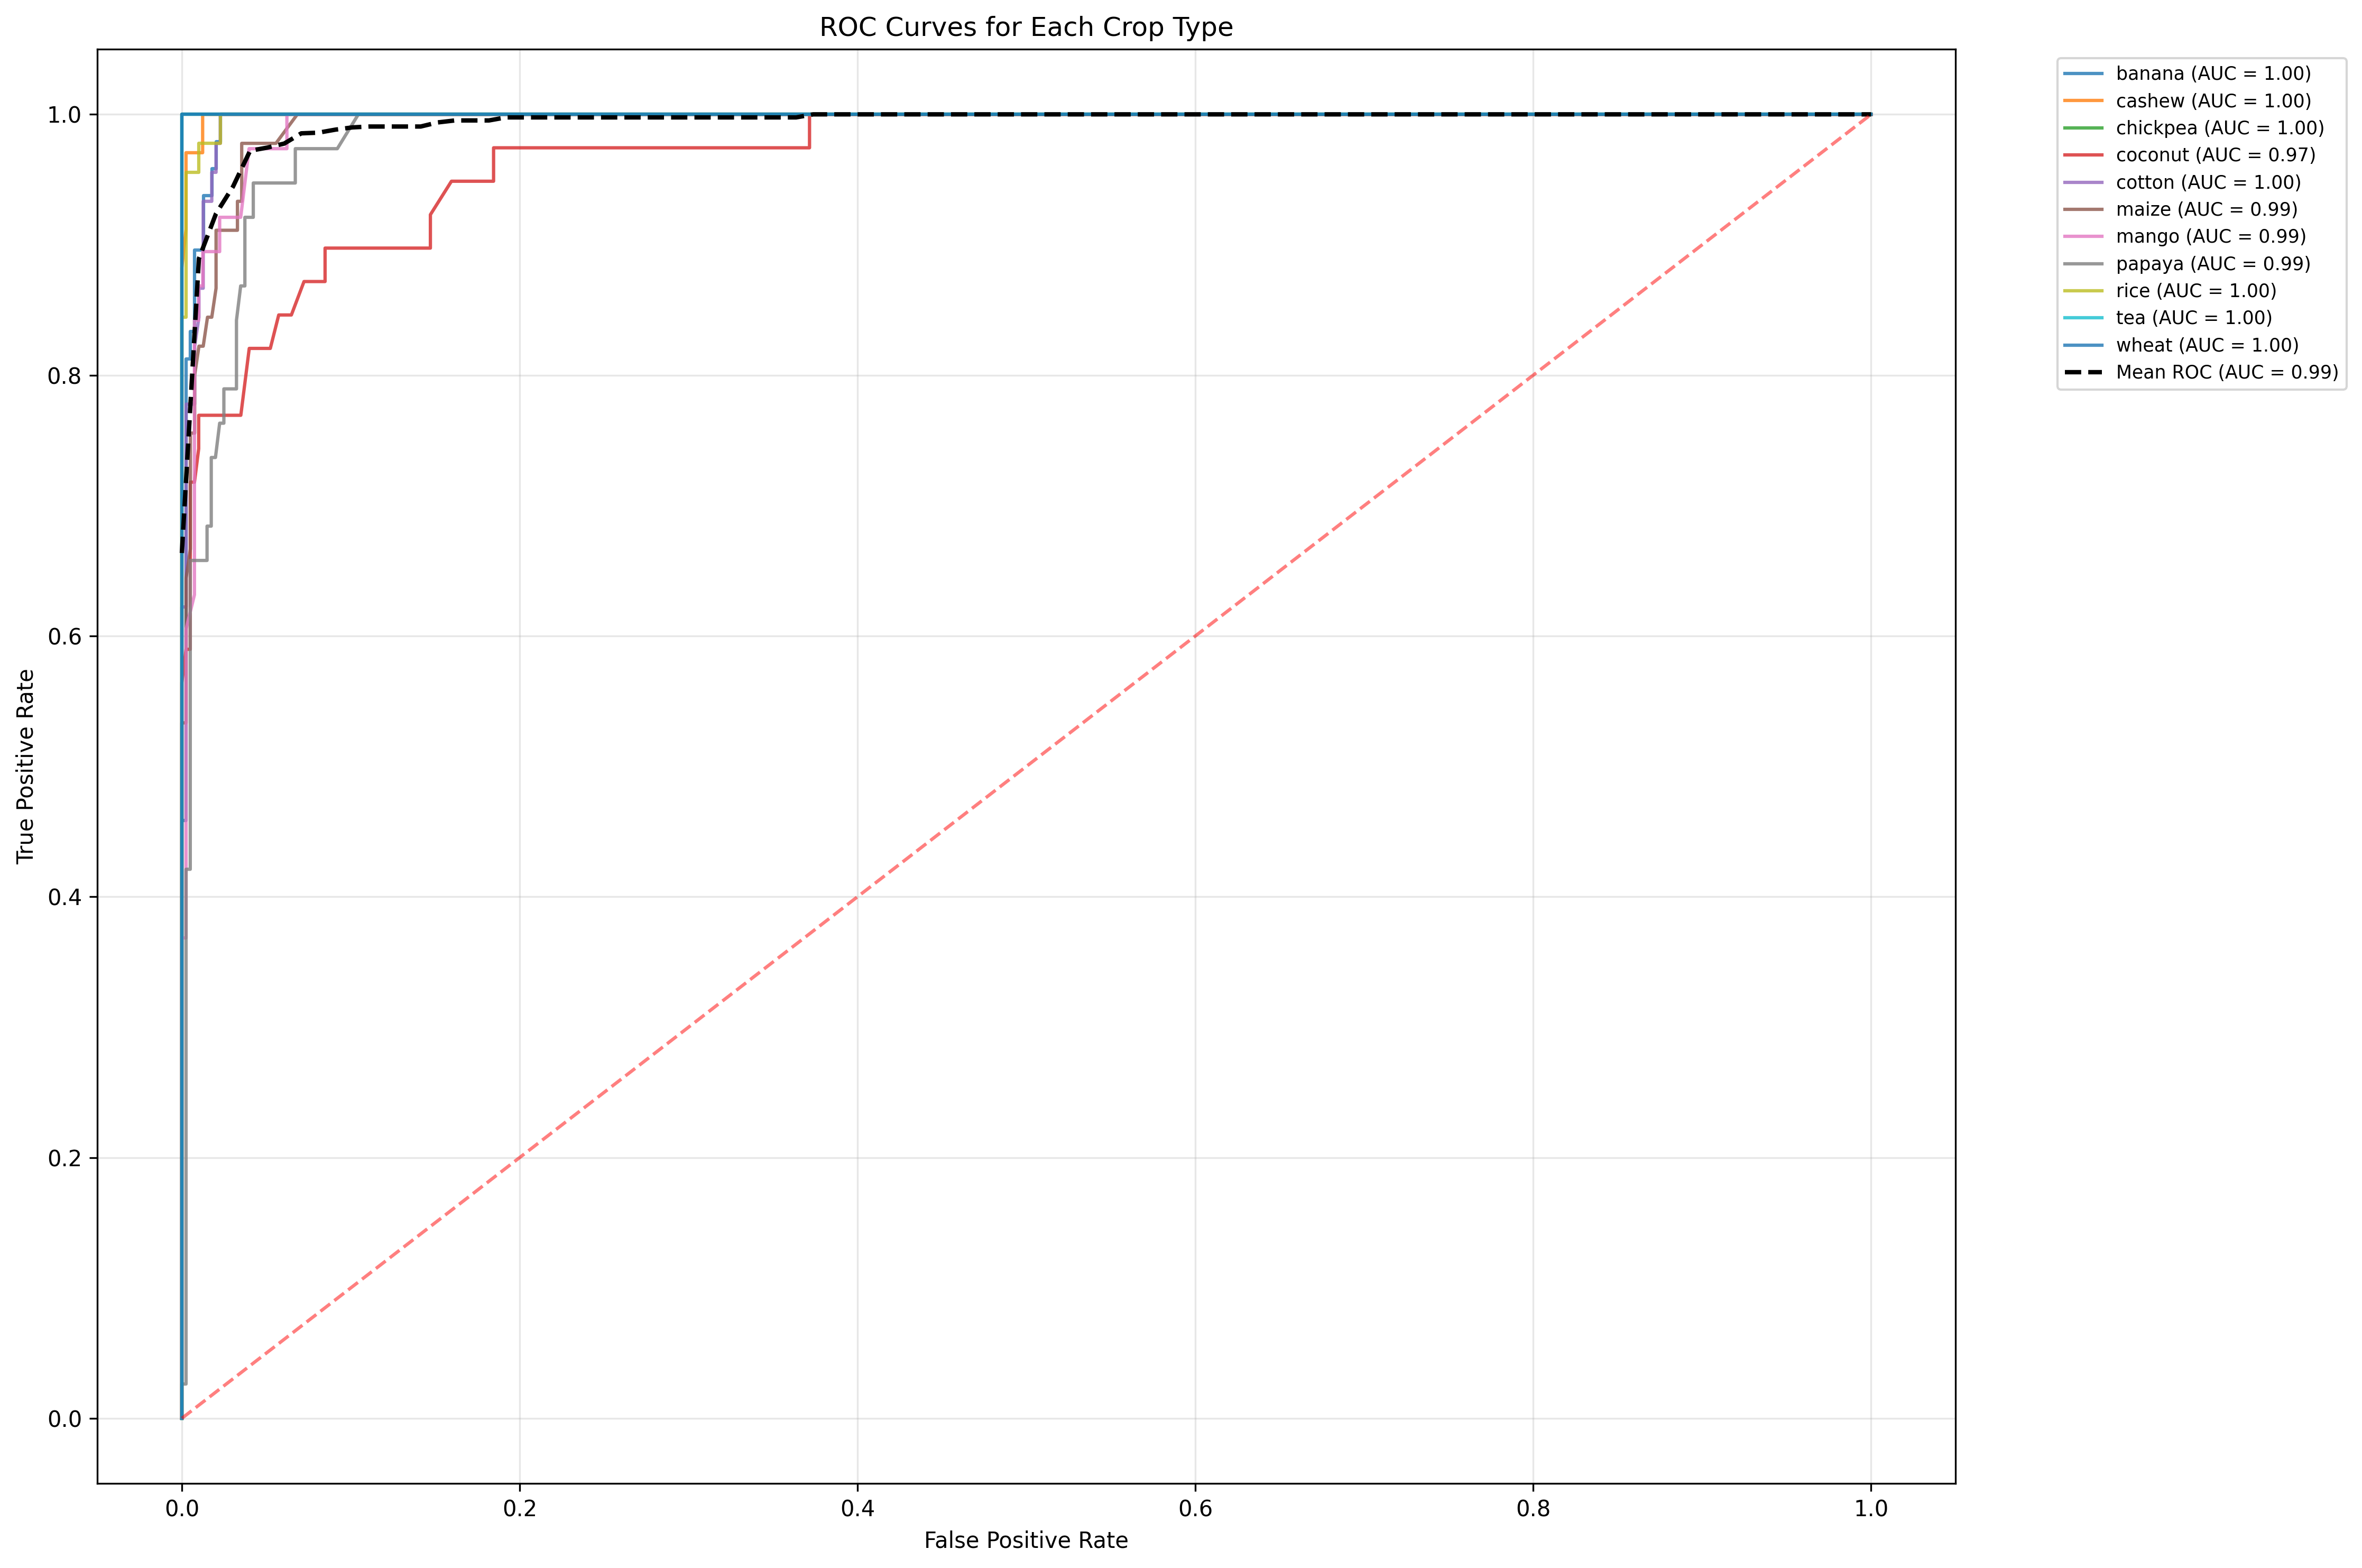 ROC Curves for Each Crop Type
banana (AUC = 1.00)
cashew (AUC = 1.00)
chickpea (AUC = 1.00)
coconut (AUC = 0.97)
cotton (AUC = 1.00)
maize (AUC = 0.99)
mango (AUC = 0.99)
papaya (AUC = 0.99)
rice (AUC = 1.00)
tea (AUC = 1.00)
wheat (AUC = 1.00)
Mean ROC (AUC = 0.99)
True Positive Rate
1.0
0.8
0.6
0.4
0.2
0.0
0.0 0.2 0.4 0.6 0.8 1.0
False Positive Rate